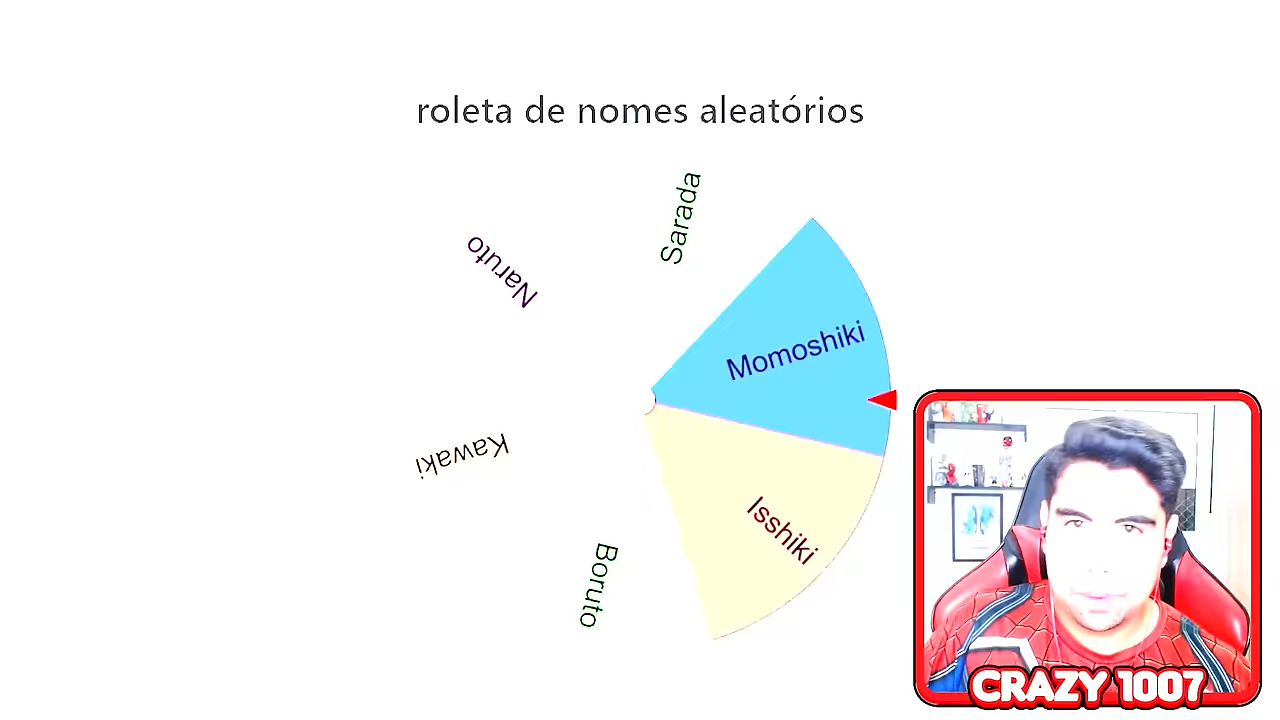 roleta de nomes aleatórios
Sarada
Naruto
Momoshiki
Kawaki
Isshiki
Boruto
CRAZY 1007